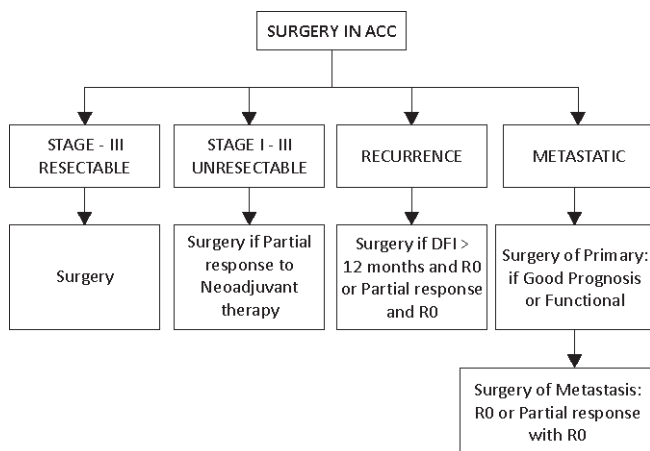 SURGERY IN ACC
STAGE - III
RESECTABLE
STAGE I - III
UNRESECTABLE
RECURRENCE
METASTATIC
Surgery
Surgery if Partial
response to
Neoadjuvant
therapy
Surgery if DFI >
12 months and R0
or Partial response
and R0
Surgery of Primary:
if Good Prognosis
or Functional
Surgery of Metastasis:
R0 or Partial response
with R0